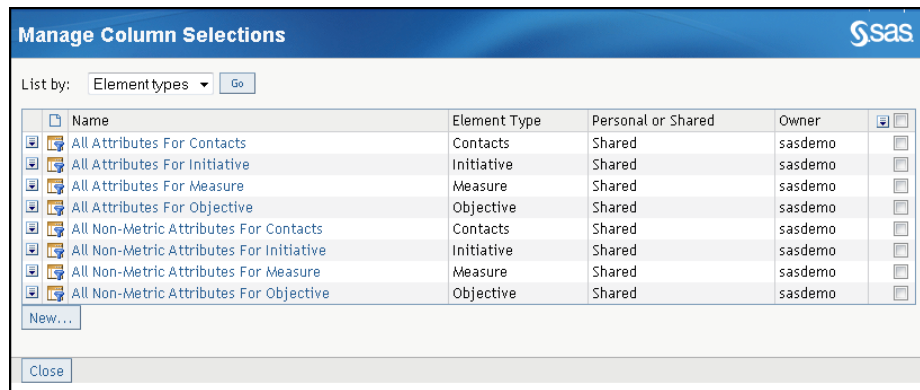 Manage Column Selections
sas
List by: Element types Go
Name Element Type Personal or Shared Owner
All Attributes For Contacts Contacts Shared sasdemo
All Attributes For Initiative Initiative Shared sasdemo
All Attributes For Measure Measure Shared sasdemo
All Attributes For Objective Objective Shared sasdemo
All Non-Metric Attributes For Contacts Contacts Shared sasdemo
All Non-Metric Attributes For Initiative Initiative Shared sasdemo
All Non-Metric Attributes For Measure Measure Shared sasdemo
All Non-Metric Attributes For Objective Objective Shared sasdemo
New...
Close